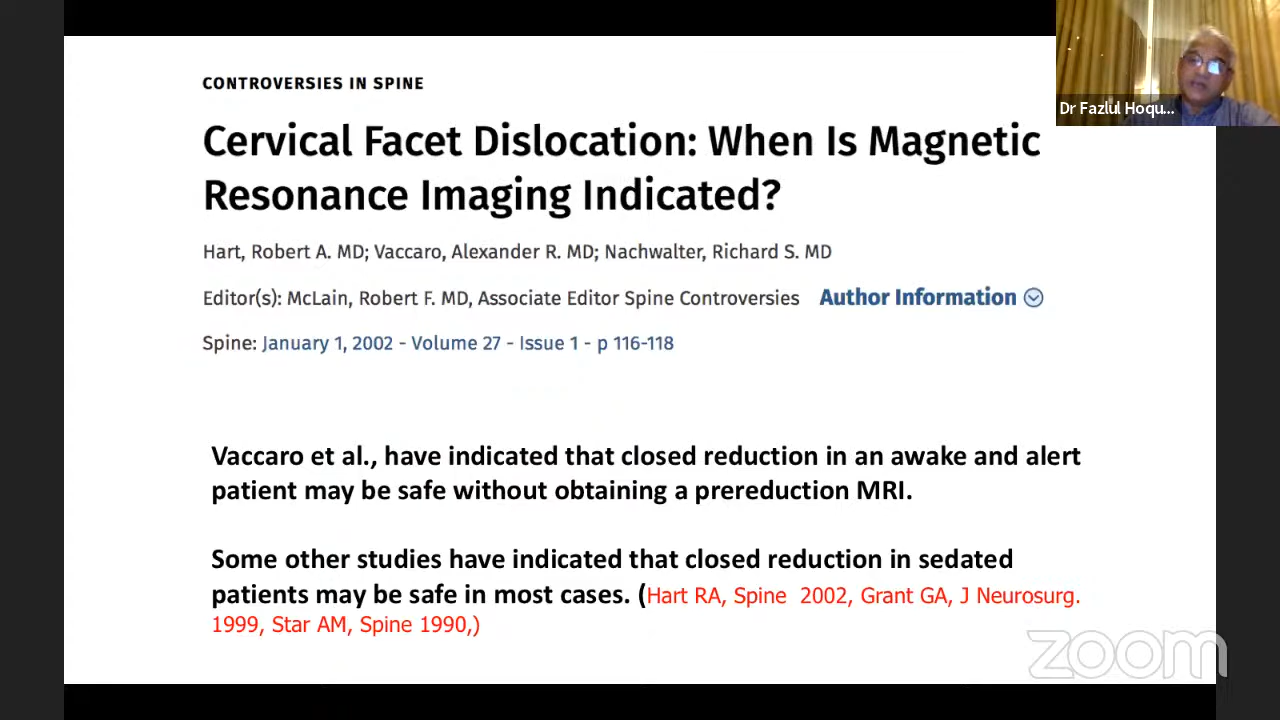 CONTROVERSIES IN SPINE
Cervical Facet Dislocation: When Is Magnetic
Resonance Imaging Indicated?
Hart, Robert A. MD; Vaccaro, Alexander R. MD; Nachwalter, Richard S. MD
Editor(s): McLain, Robert F. MD, Associate Editor Spine Controversies Author Information
Spine: January 1, 2002 - Volume 27 - Issue 1 - p 116-118
Vaccaro et al., have indicated that closed reduction in an awake and alert
patient may be safe without obtaining a prereduction MRI.
Some other studies have indicated that closed reduction in sedated
patients may be safe in most cases. (Hart RA, Spine 2002, Grant GA, J Neurosurg.
1999, Star AM, Spine 1990,)
Dr Fazlul Hoqu...
zoom